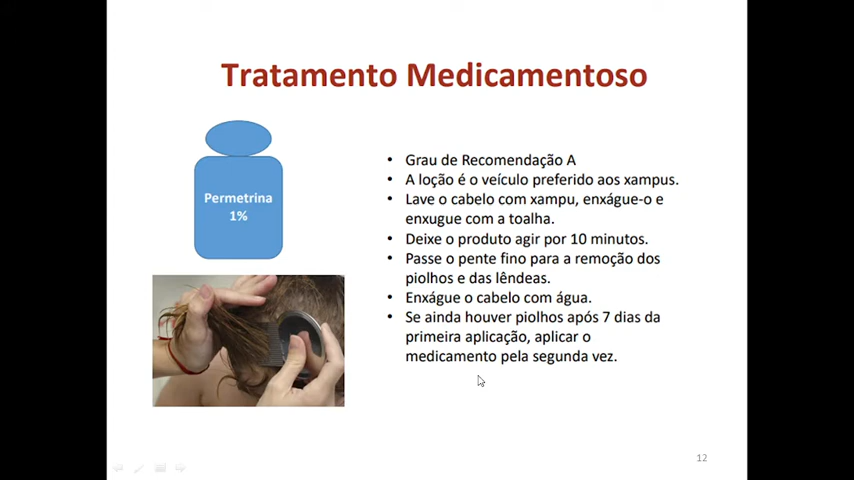 Tratamento Medicamentoso
Permetrina
1%
• Grau de Recomendação A
• A loção é o veículo preferido aos xampus.
• Lave o cabelo com xampu, enxágue-o e
enxugue com a toalha.
• Deixe o produto agir por 10 minutos.
• Passe o pente fino para a remoção dos
piolhos e das lêndeas.
• Enxágue o cabelo com água.
• Se ainda houver piolhos após 7 dias da
primeira aplicação, aplicar o
medicamento pela segunda vez.
12